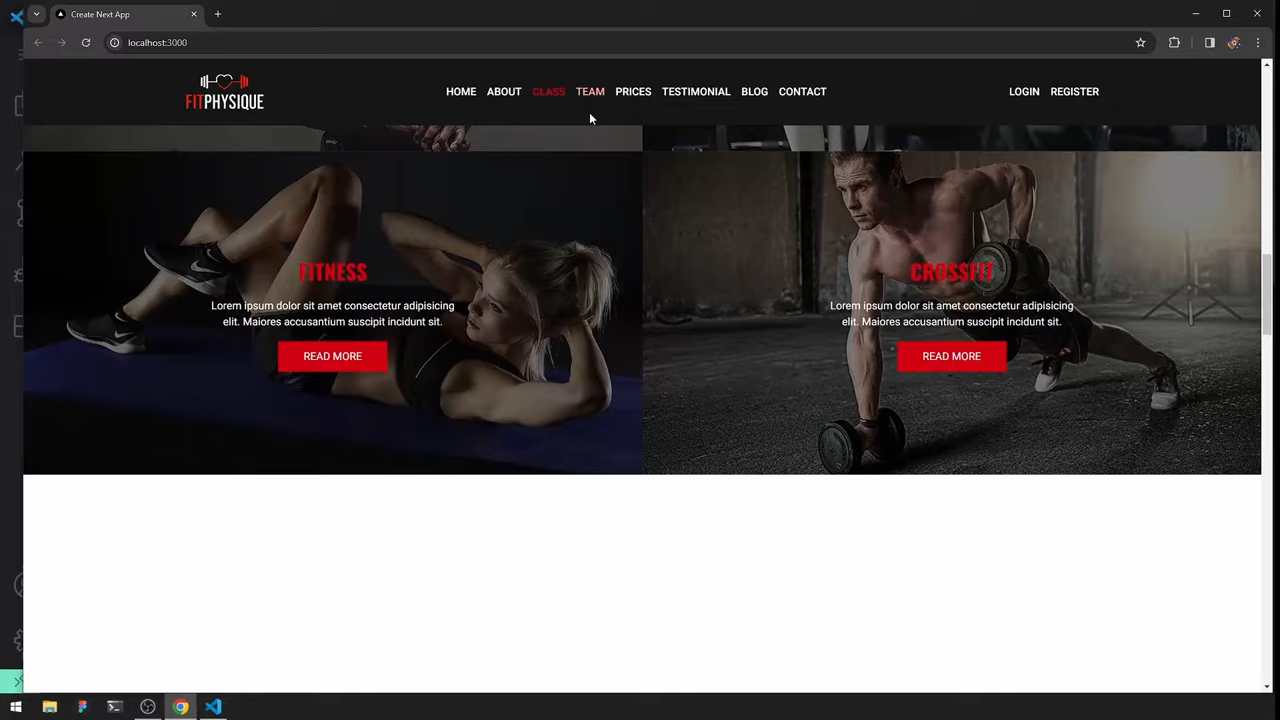 Create Next App
localhost:3000
FITPHYSIQUE
HOME ABOUT CLASS TEAM PRICES TESTIMONIAL BLOG CONTACT
LOGIN REGISTER
FITNESS
Lorem ipsum dolor sit amet consectetur adipisicing
elit. Maiores accusantium suscipit incidunt sit.
READ MORE
CROSSFIT
Lorem ipsum dolor sit amet consectetur adipisicing
elit. Maiores accusantium suscipit incidunt sit.
READ MORE